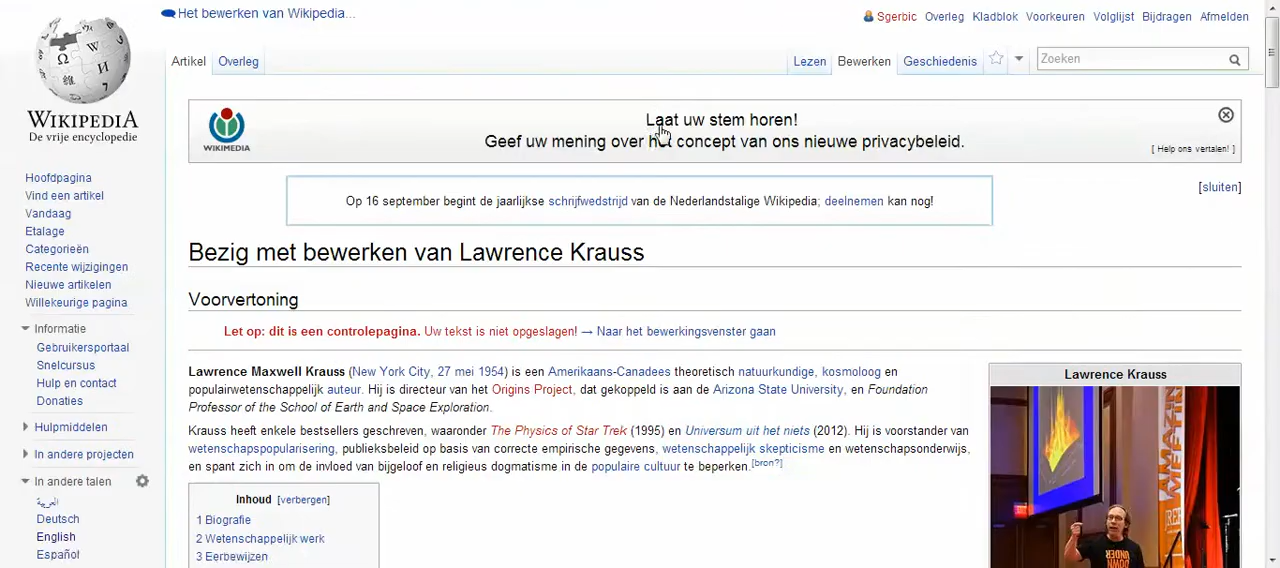 Het bewerken van Wikipedia...
Sgerbic Overleg Kladblok Voorkeuren Volglijst Bijdragen Afmelden
Artikel Overleg Lezen Bewerken Geschiedenis Zoeken
WIKIPEDIA
De vrije encyclopedie
Laat uw stem horen!
Geef uw mening over het concept van ons nieuwe privacybeleid.
WIKIMEDIA
[ Help ons vertalen! ]
[sluiten]
Op 16 september begint de jaarlijkse schrijfwedstrijd van de Nederlandstalige Wikipedia; deelnemen kan nog!
Hoofdpagina
Vind een artikel
Vandaag
Etalage
Categorieën
Recente wijzigingen
Nieuwe artikelen
Willekeurige pagina
Informatie
Gebruikersportaal
Snelcursus
Hulp en contact
Donaties
Hulpmiddelen
In andere projecten
In andere talen
العربية
Deutsch
English
Español
Bezig met bewerken van Lawrence Krauss
Voorvertoning
Let op: dit is een controlepagina. Uw tekst is niet opgeslagen! → Naar het bewerkingsvenster gaan
Lawrence Maxwell Krauss (New York City, 27 mei 1954) is een Amerikaans-Canadees theoretisch natuurkundige, kosmoloog en
populairwetenschappelijk auteur. Hij is directeur van het Origins Project, dat gekoppeld is aan de Arizona State University, en Foundation
Professor of the School of Earth and Space Exploration.
Krauss heeft enkele bestsellers geschreven, waaronder The Physics of Star Trek (1995) en Universum uit het niets (2012). Hij is voorstander van
wetenschapspopularisering, publieksbeleid op basis van correcte empirische gegevens, wetenschappelijk skepticisme en wetenschapsonderwijs,
en spant zich in om de invloed van bijgeloof en religieus dogmatisme in de populaire cultuur te beperken.[bron?]
Inhoud [verbergen]
1 Biografie
2 Wetenschappelijk werk
3 Eerbewijzen
Lawrence Krauss
AMAZING
MEETING
DOWN
UNDER